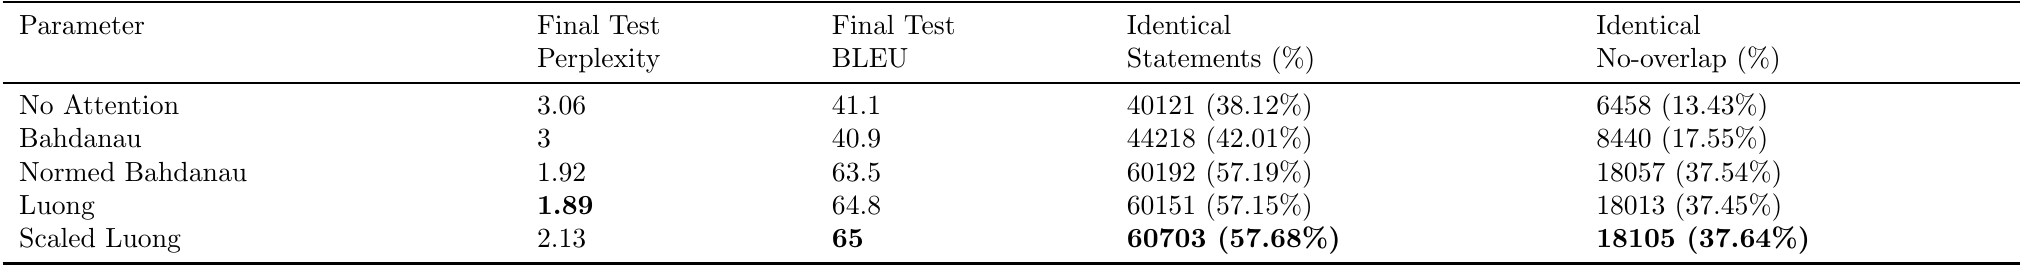 Parameter Final Test Final Test Identical Identical
Perplexity BLEU Statements (%) No-overlap (%)
No Attention 3.06 41.1 40121 (38.12%) 6458 (13.43%)
Bahdanau 3 40.9 44218 (42.01%) 8440 (17.55%)
Normed Bahdanau 1.92 63.5 60192 (57.19%) 18057 (37.54%)
Luong 1.89 64.8 60151 (57.15%) 18013 (37.45%)
Scaled Luong 2.13 65 60703 (57.68%) 18105 (37.64%)